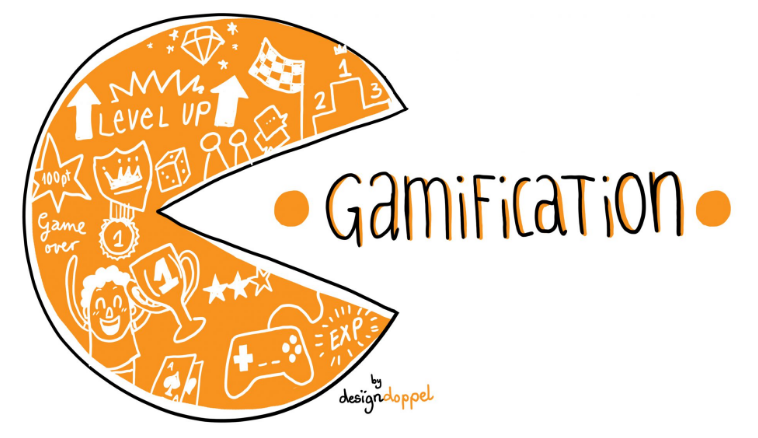 1
2
3
LEVEL UP
100pt
Game
over
1
1
EXP
A
A
Gamification
by
designdoppel